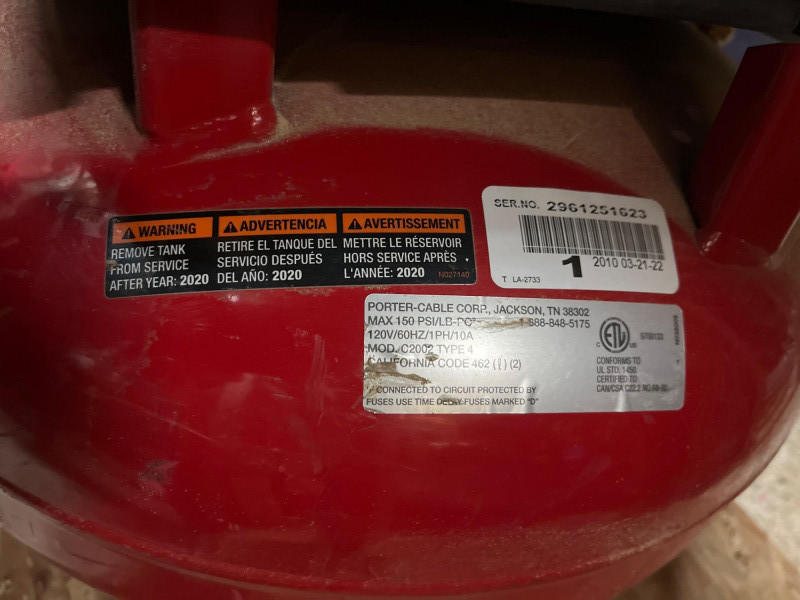 WARNING
REMOVE TANK
FROM SERVICE
AFTER YEAR: 2020
ADVERTENCIA
RETIRE EL TANQUE DEL
SERVICIO DESPUÉS
DEL AÑO: 2020
AVERTISSEMENT
METTRE LE RÉSERVOIR
HORS SERVICE APRÈS
L'ANNÉE: 2020
N027140
SER.NO. 2961251623
1 2010 03-21-22
T LA-2733
PORTER-CABLE CORP., JACKSON, TN 38302
MAX 150 PSI/LB-PO 1-888-848-5175
120V/60HZ/1PH/10A
MOD. C2002 TYPE 4
CALIFORNIA CODE 462 (ℓ) (2)
CONNECTED TO CIRCUIT PROTECTED BY
FUSES USE TIME DELAY FUSES MARKED "D"
ETL
C US
CONFORMS TO
UL STD. 1450
CERTIFIED TO